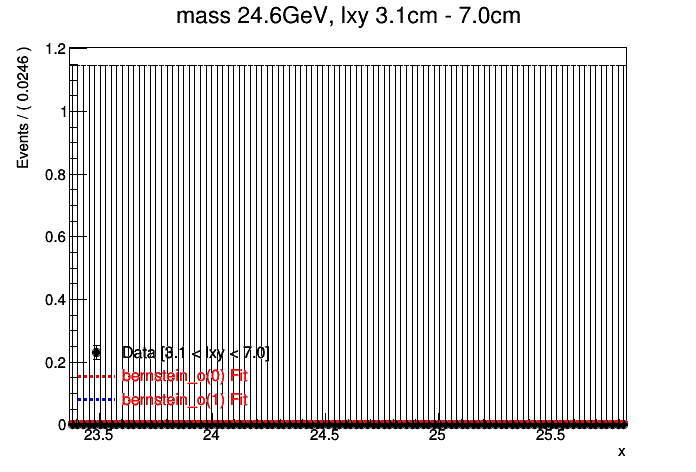 mass 24.6GeV, lxy 3.1cm - 7.0cm
Events / ( 0.0246 )
1.2
1
0.8
0.6
0.4
0.2
0
Data [3.1 < lxy < 7.0]
bernstein_o(0) Fit
bernstein_o(1) Fit
23.5 24 24.5 25 25.5
x